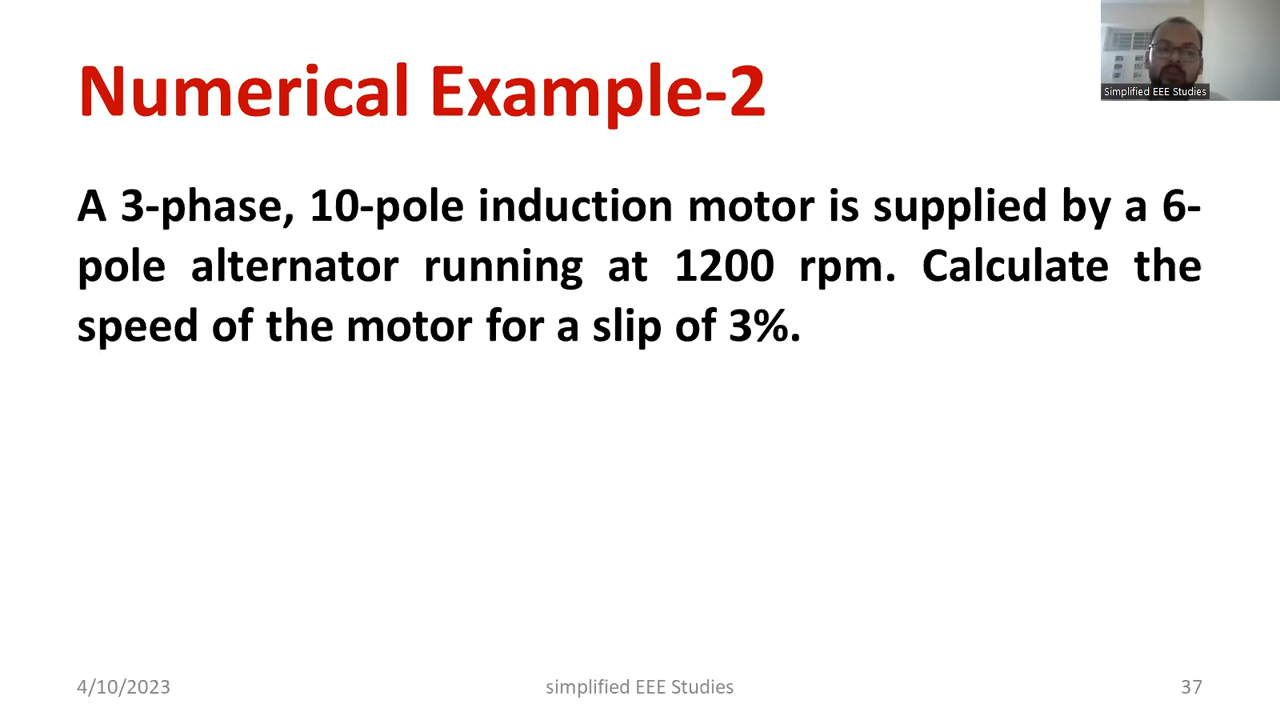 Numerical Example-2
Simplified EEE Studies
A 3-phase, 10-pole induction motor is supplied by a 6-
pole alternator running at 1200 rpm. Calculate the
speed of the motor for a slip of 3%.
4/10/2023
simplified EEE Studies
37